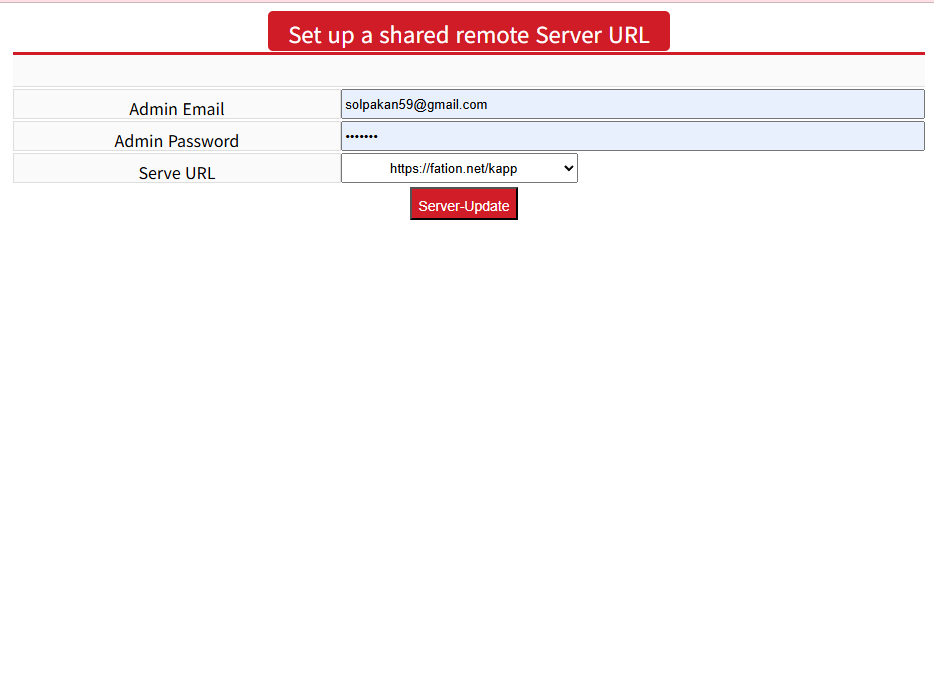 Set up a shared remote Server URL
Admin Email solpakan59@gmail.com
Admin Password •••••••
Serve URL https://fation.net/kapp
Server-Update